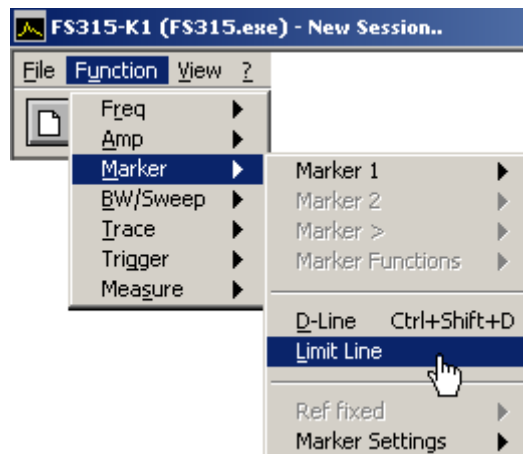 FS315-K1 (FS315.exe) - New Session..
File Function View ?
Freq
Amp
Marker
BW/Sweep
Trace
Trigger
Measure
Marker 1
Marker 2
Marker >
Marker Functions
D-Line Ctrl+Shift+D
Limit Line
Ref fixed
Marker Settings